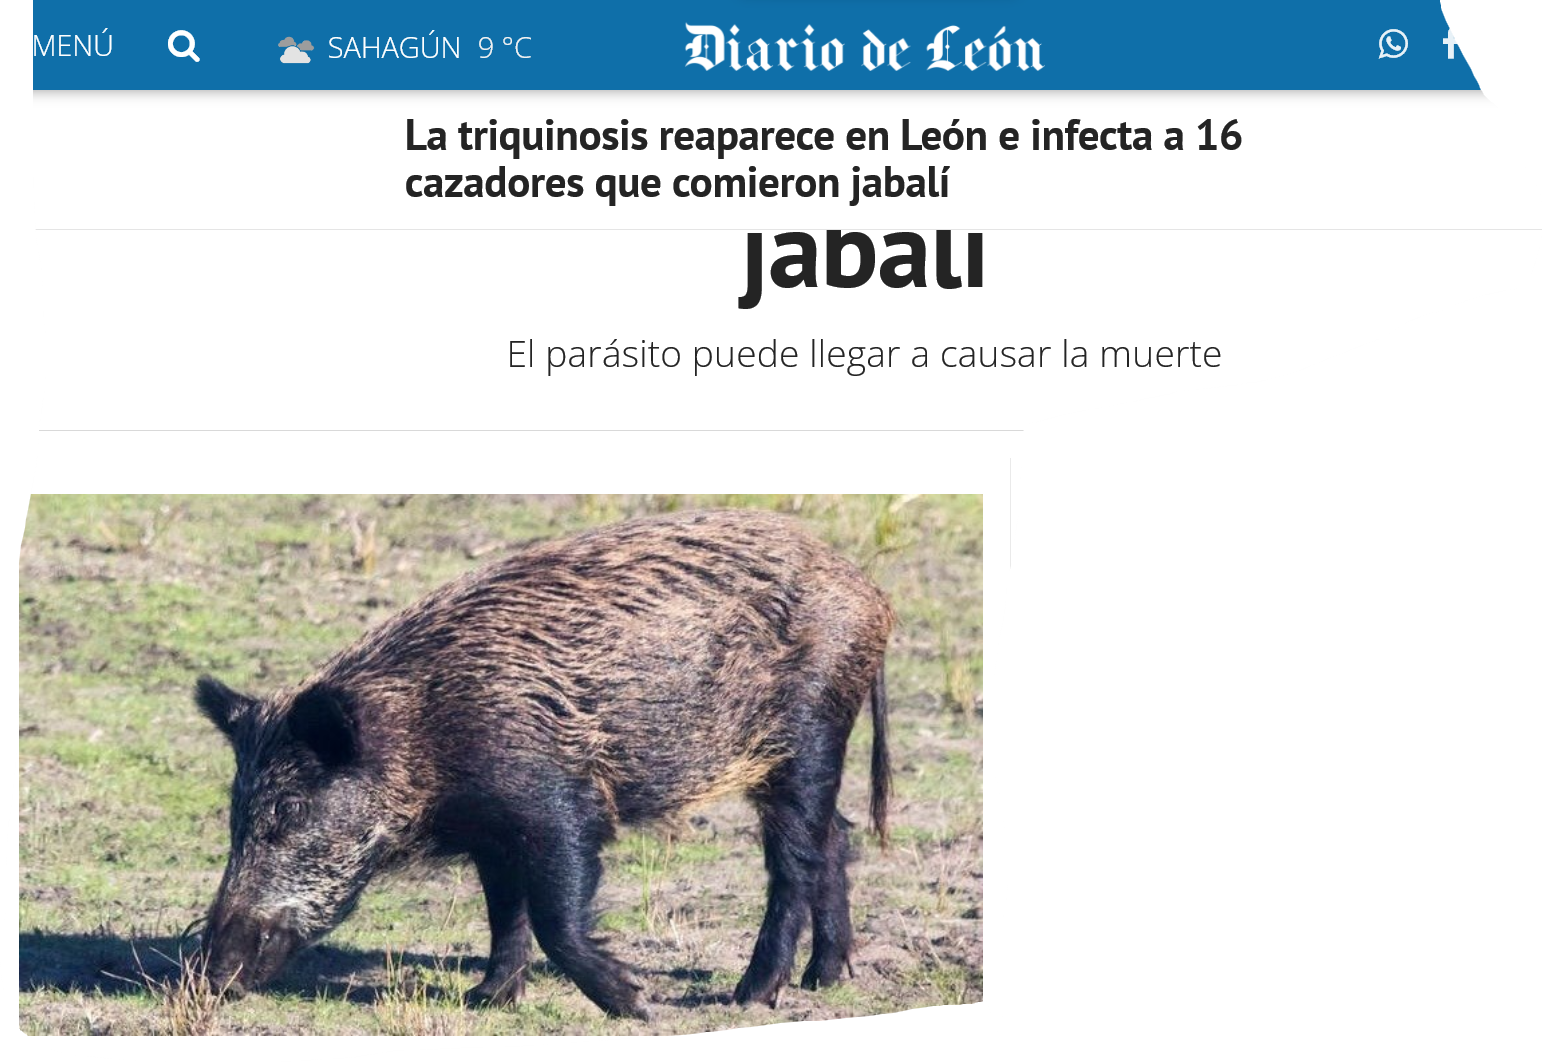 MENÚ
SAHAGÚN 9 °C
Diario de León
La triquinosis reaparece en León e infecta a 16
cazadores que comieron jabalí
jabalí
El parásito puede llegar a causar la muerte